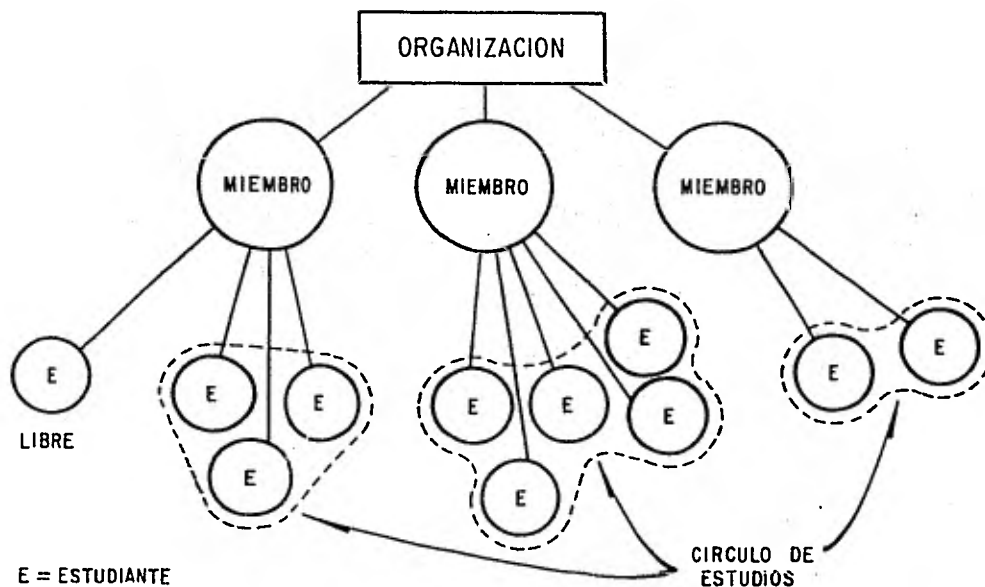 ORGANIZACION
MIEMBRO
MIEMBRO
MIEMBRO
E
E
E
E
E
E
E
E
E
E
E
LIBRE
E = ESTUDIANTE
CIRCULO DE
ESTUDIOS